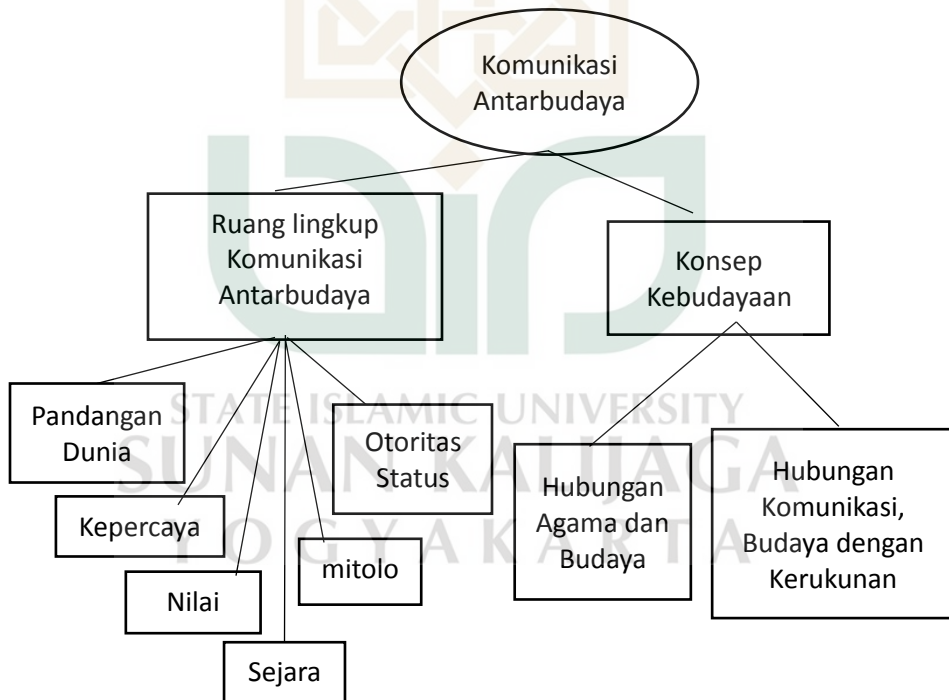 Komunikasi
Antarbudaya
Ruang lingkup
Komunikasi
Antarbudaya
Konsep
Kebudayaan
Pandangan
Dunia
Kepercaya
Nilai
Sejara
mitolo
Otoritas
Status
Hubungan
Agama dan
Budaya
Hubungan
Komunikasi,
Budaya dengan
Kerukunan
STATE ISLAMIC UNIVERSITY
SUNAN KALIJAGA
YOGYAKARTA